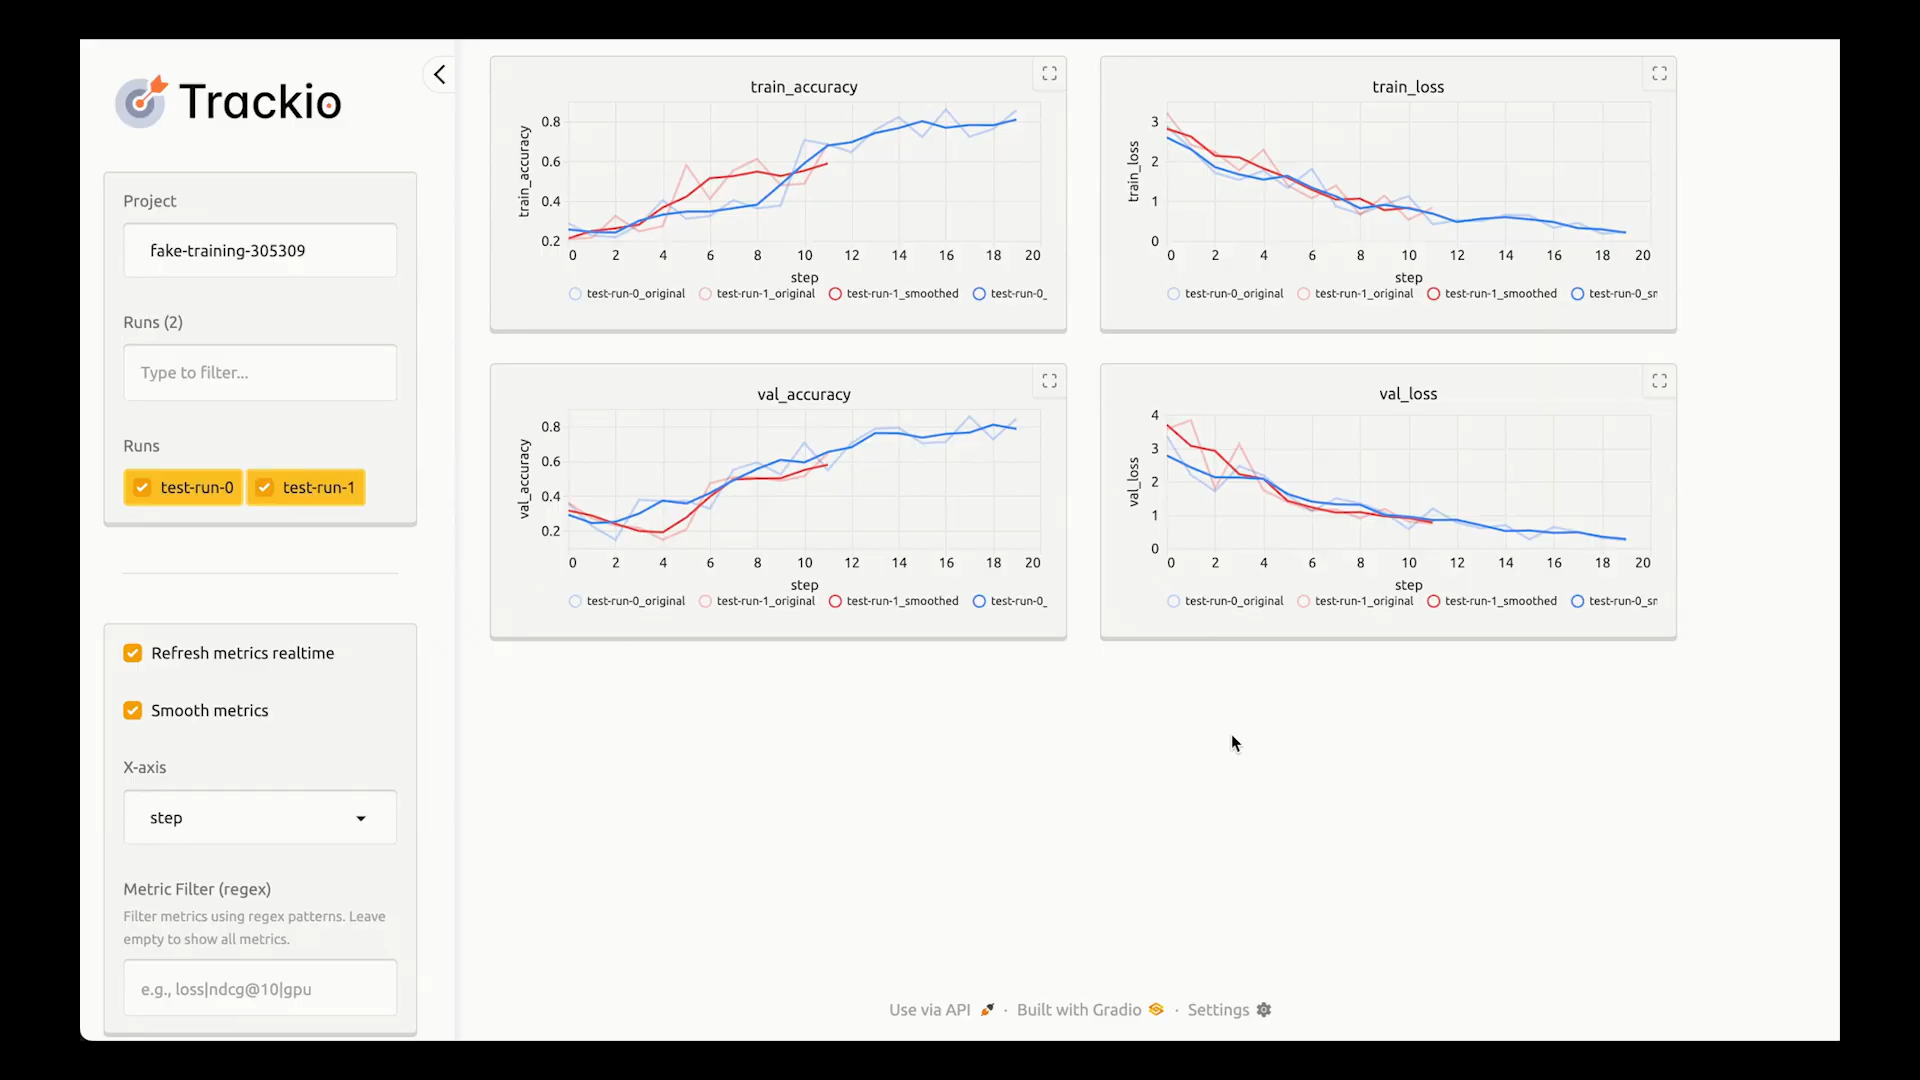 Trackio
Project
fake-training-305309
Runs (2)
Type to filter...
Runs
test-run-0 test-run-1
Refresh metrics realtime
Smooth metrics
X-axis
step
Metric Filter (regex)
Filter metrics using regex patterns. Leave
empty to show all metrics.
e.g., loss|ndcg@10|gpu
train_accuracy
train_accuracy
0.8
0.6
0.4
0.2
0 2 4 6 8 10 12 14 16 18 20
step
test-run-0_original test-run-1_original test-run-1_smoothed test-run-0_
train_loss
train_loss
3
2
1
0
0 2 4 6 8 10 12 14 16 18 20
step
test-run-0_original test-run-1_original test-run-1_smoothed test-run-0_sm
val_accuracy
val_accuracy
0.8
0.6
0.4
0.2
0 2 4 6 8 10 12 14 16 18 20
step
test-run-0_original test-run-1_original test-run-1_smoothed test-run-0_
val_loss
val_loss
4
3
2
1
0
0 2 4 6 8 10 12 14 16 18 20
step
test-run-0_original test-run-1_original test-run-1_smoothed test-run-0_sm
Use via API · Built with Gradio · Settings